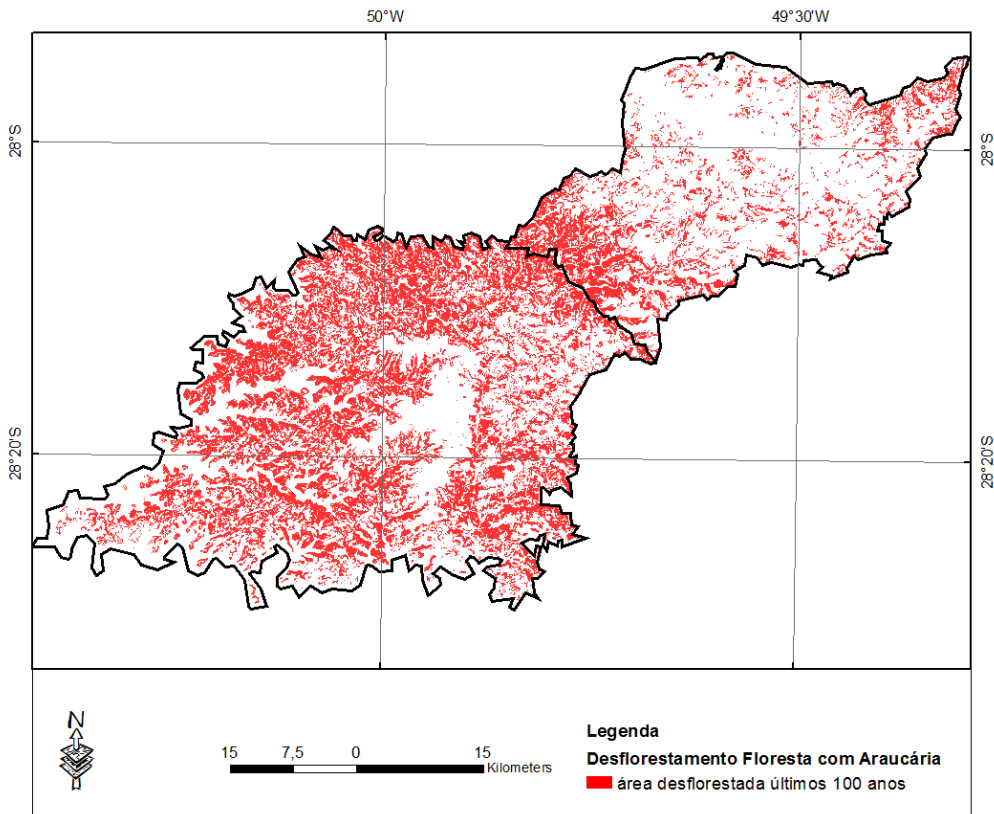 50°W 49°30'W
28°S 28°S
28°20'S 28°20'S
N
15 7,5 0 15
Kilometers
Legenda
Desflorestamento Floresta com Araucária
área desflorestada últimos 100 anos